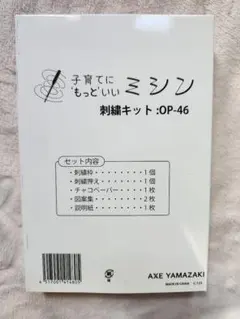 子育てに
“もっと”いい
ミシン
刺繍キット:OP-46
セット内容
・刺繍枠・・・・・・・・1個
・刺繍押え・・・・・・・1個
・チャコペーパー・・・・1枚
・図案集・・・・・・・・2枚
・説明紙・・・・・・・・1枚
AXE YAMAZAKI